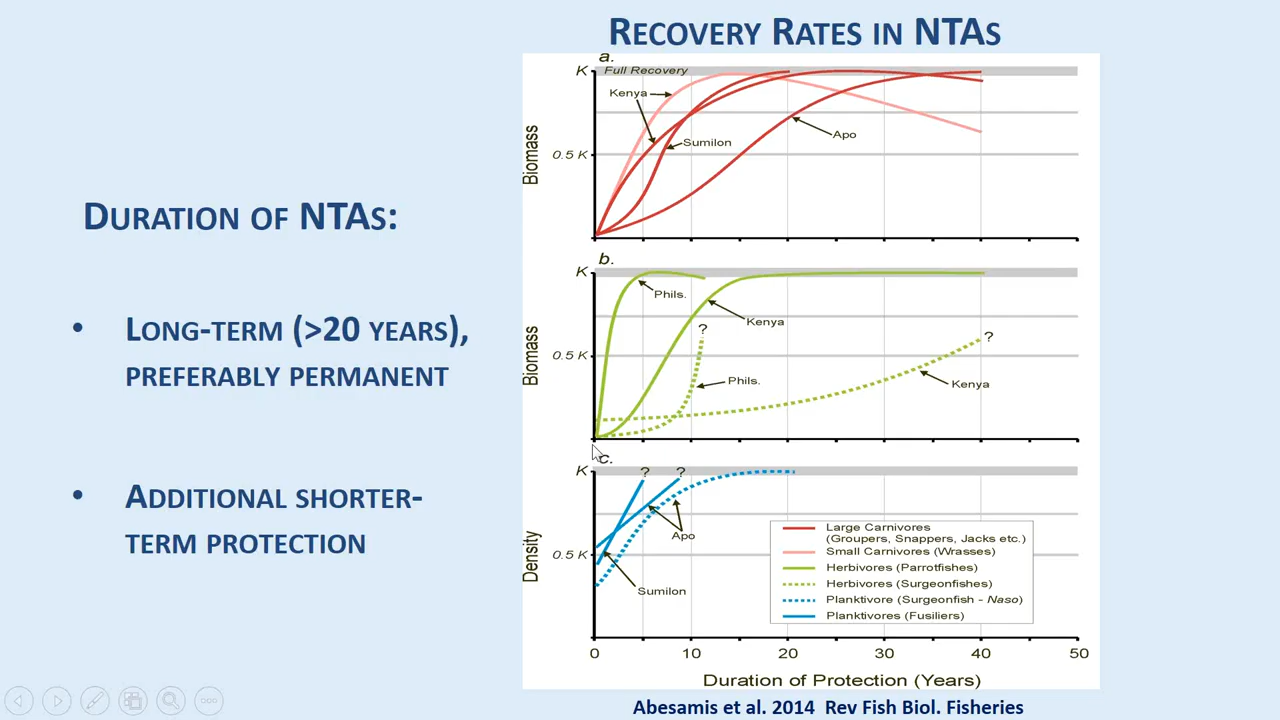 RECOVERY RATES IN NTAS
DURATION OF NTAS:
• LONG-TERM (>20 YEARS),
PREFERABLY PERMANENT
• ADDITIONAL SHORTER-
TERM PROTECTION
a.
K
Full Recovery
Kenya
Sumilon
Apo
0.5 K
Biomass
b.
K
Phils.
Kenya
?
0.5 K
Phils.
?
Kenya
Biomass
c.
K
? ?
Apo
0.5 K
Sumilon
Density
Large Carnivores
(Groupers, Snappers, Jacks etc.)
Small Carnivores (Wrasses)
Herbivores (Parrotfishes)
Herbivores (Surgeonfishes)
Planktivore (Surgeonfish - Naso)
Planktivores (Fusiliers)
0 10 20 30 40 50
Duration of Protection (Years)
Abesamis et al. 2014 Rev Fish Biol. Fisheries